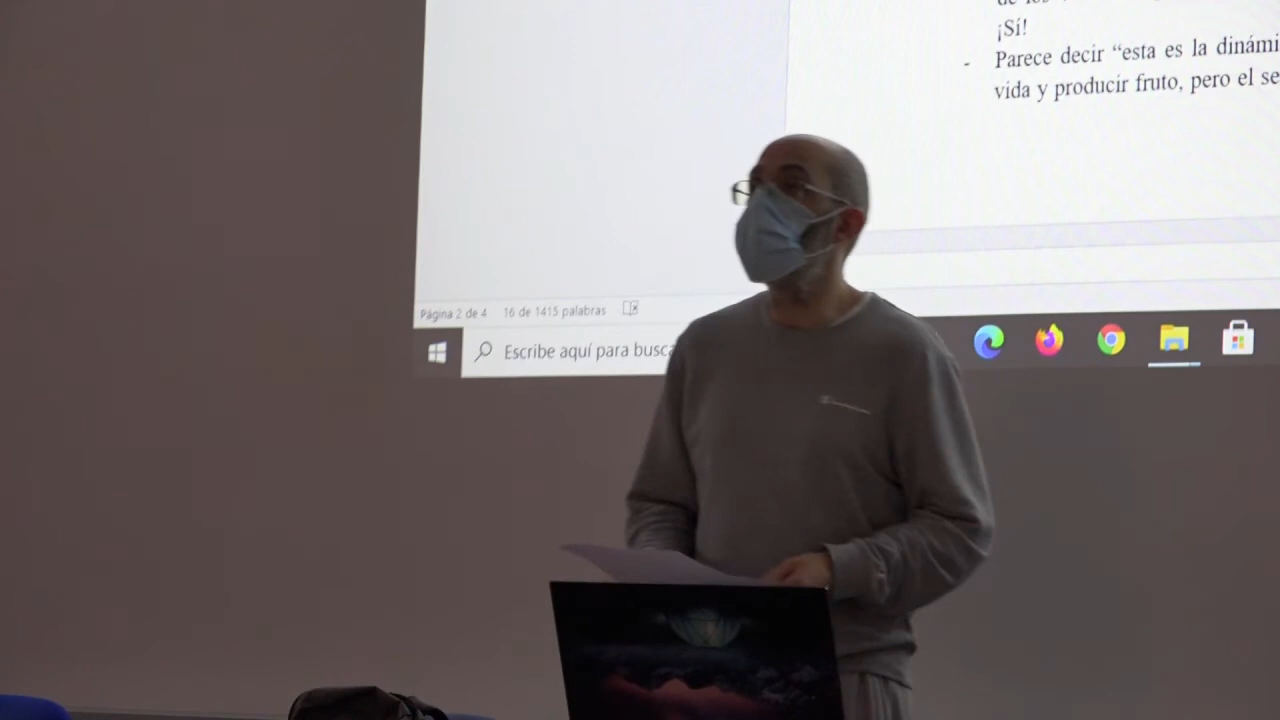 ¡Sí!
- Parece decir “esta es la dinámi
vida y producir fruto, pero el se
Página 2 de 4 16 de 1415 palabras
Escribe aquí para busca